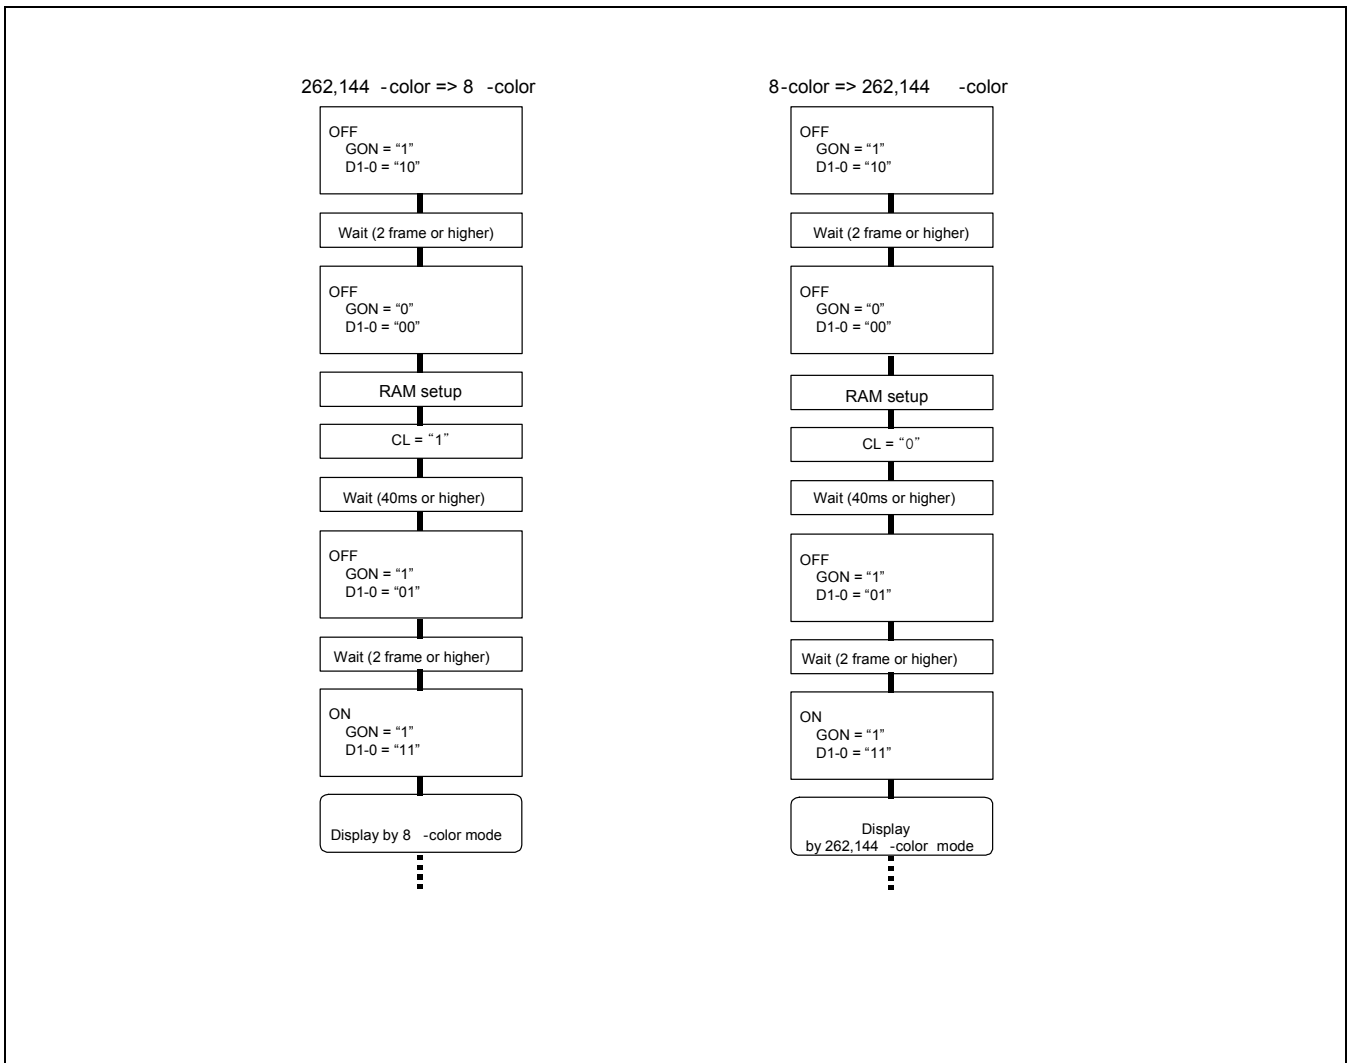 262,144 -color => 8 -color
OFF
GON = “1”
D1-0 = “10”
Wait (2 frame or higher)
OFF
GON = “0”
D1-0 = “00”
RAM setup
CL = “1”
Wait (40ms or higher)
OFF
GON = “1”
D1-0 = “01”
Wait (2 frame or higher)
ON
GON = “1”
D1-0 = “11”
Display by 8 -color mode
8-color => 262,144 -color
OFF
GON = “1”
D1-0 = “10”
Wait (2 frame or higher)
OFF
GON = “0”
D1-0 = “00”
RAM setup
CL = “0”
Wait (40ms or higher)
OFF
GON = “1”
D1-0 = “01”
Wait (2 frame or higher)
ON
GON = “1”
D1-0 = “11”
Display
by 262,144 -color mode